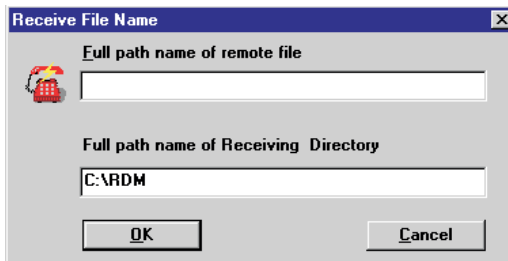 Receive File Name
Full path name of remote file
Full path name of Receiving Directory
C:\RDM
OK
Cancel